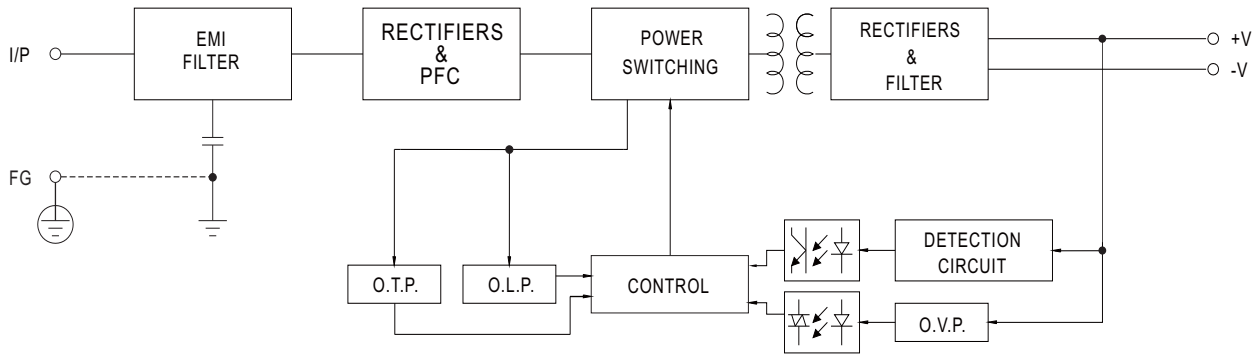 I/P
EMI
FILTER
RECTIFIERS
&
PFC
POWER
SWITCHING
RECTIFIERS
&
FILTER
+V
-V
FG
O.T.P.
O.L.P.
CONTROL
DETECTION
CIRCUIT
O.V.P.